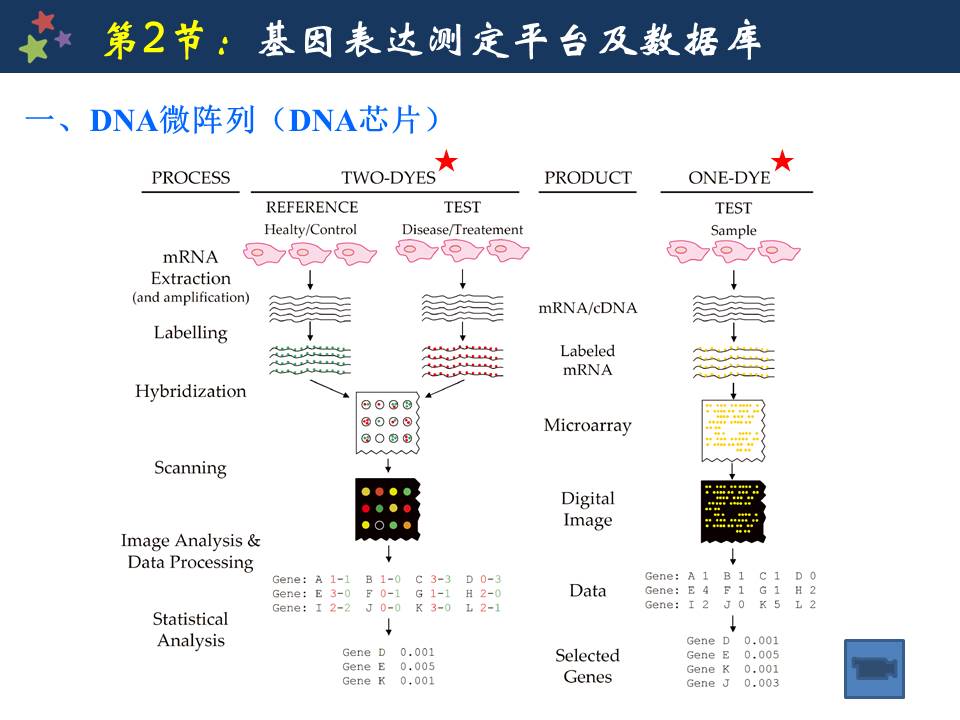 第2节：基因表达测定平台及数据库
一、DNA微阵列（DNA芯片）
PROCESS
TWO-DYES
PRODUCT
ONE-DYE
REFERENCE
Healty/Control
TEST
Disease/Treatement
TEST
Sample
mRNA
Extraction
(and amplification)
mRNA/cDNA
Labelling
Labeled
mRNA
Hybridization
Microarray
Scanning
Digital
Image
Image Analysis &
Data Processing
Gene: A 1-1 B 1-0 C 3-3 D 0-3
Gene: E 3-0 F 0-1 G 1-1 H 2-0
Gene: I 2-2 J 0-0 K 3-0 L 2-1
Data
Gene: A 1 B 1 C 1 D 0
Gene: E 4 F 1 G 1 H 2
Gene: I 2 J 0 K 5 L 2
Statistical
Analysis
Gene D 0.001
Gene E 0.005
Gene K 0.001
Selected
Genes
Gene D 0.001
Gene E 0.005
Gene K 0.001
Gene J 0.003